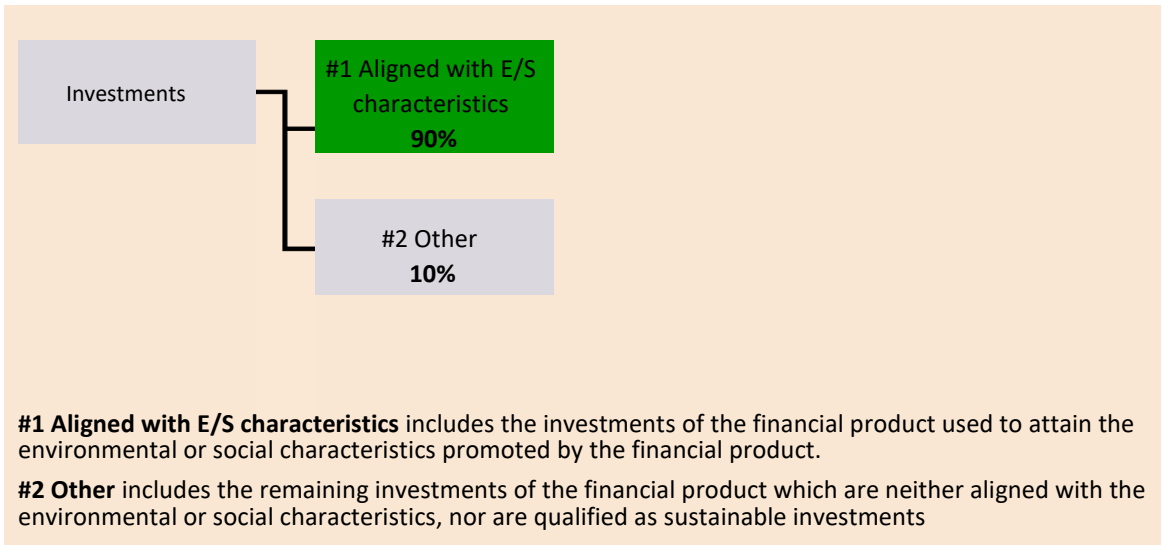 Investments
#1 Aligned with E/S
characteristics
90%
#2 Other
10%
#1 Aligned with E/S characteristics includes the investments of the financial product used to attain the
environmental or social characteristics promoted by the financial product.
#2 Other includes the remaining investments of the financial product which are neither aligned with the
environmental or social characteristics, nor are qualified as sustainable investments